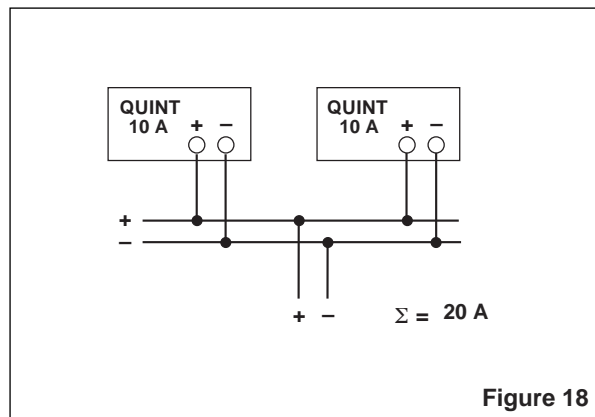 QUINT
10 A + −
QUINT
10 A + −
+
−
+ −
Σ = 20 A
Figure 18